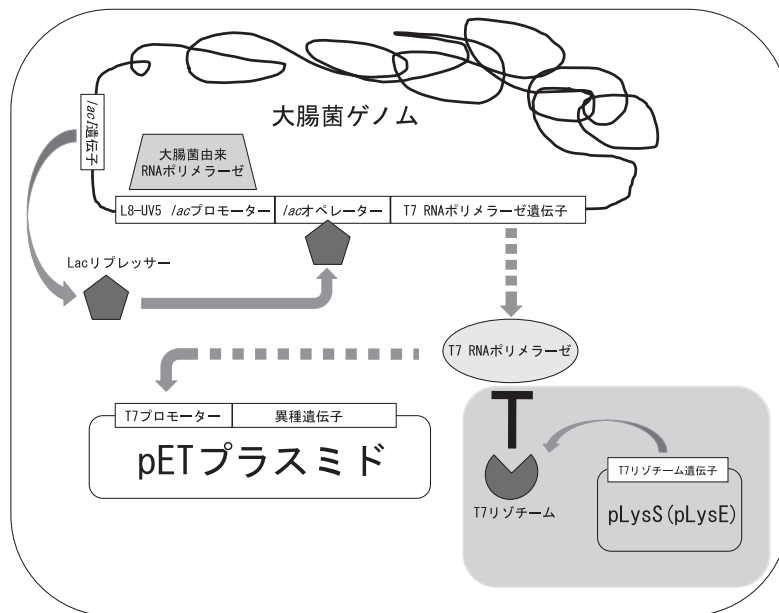 大腸菌ゲノム
lacI遺伝子
大腸菌由来
RNAポリメラーゼ
L8-UV5 lacプロモーター
lacオペレーター
T7 RNAポリメラーゼ遺伝子
Lacリプレッサー
T7 RNAポリメラーゼ
T7プロモーター
異種遺伝子
pETプラスミド
T7リゾチーム
T7リゾチーム遺伝子
pLysS(pLysE)